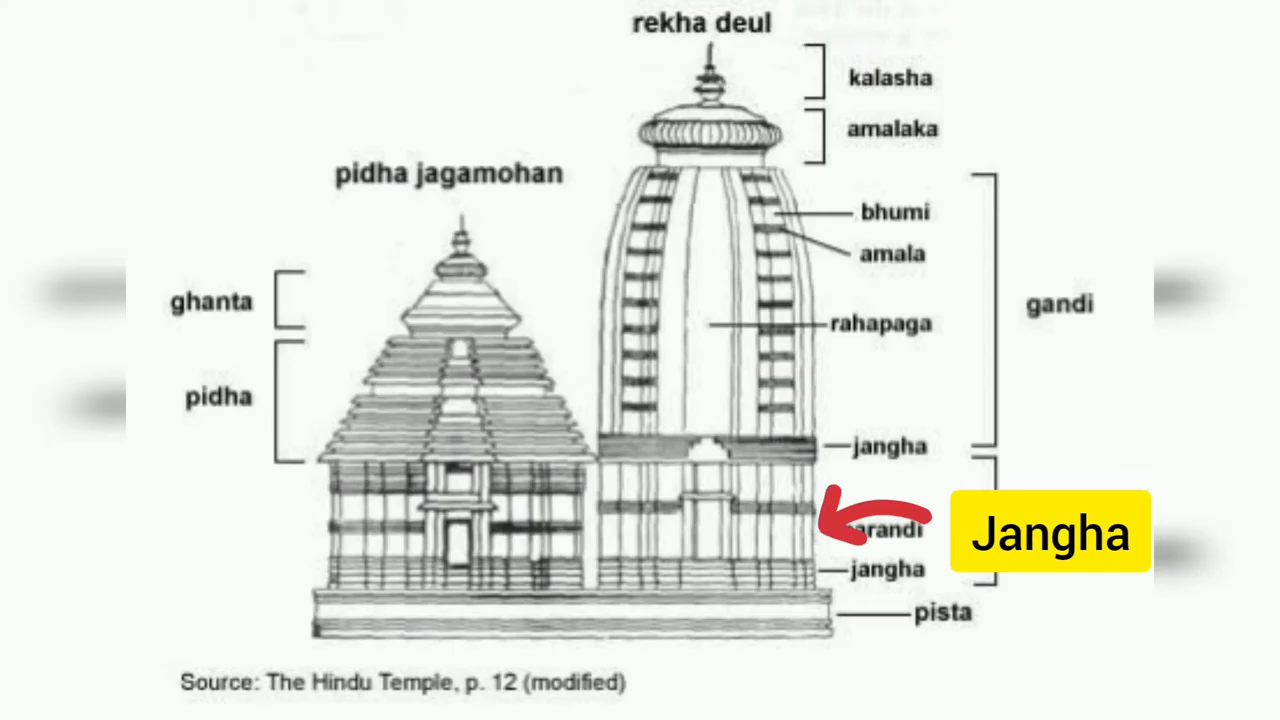 rekha deul
kalasha
amalaka
pidha jagamohan
bhumi
amala
ghanta
gandi
rahapaga
pidha
jangha
Jangha
jangha
pista
Source: The Hindu Temple, p. 12 (modified)